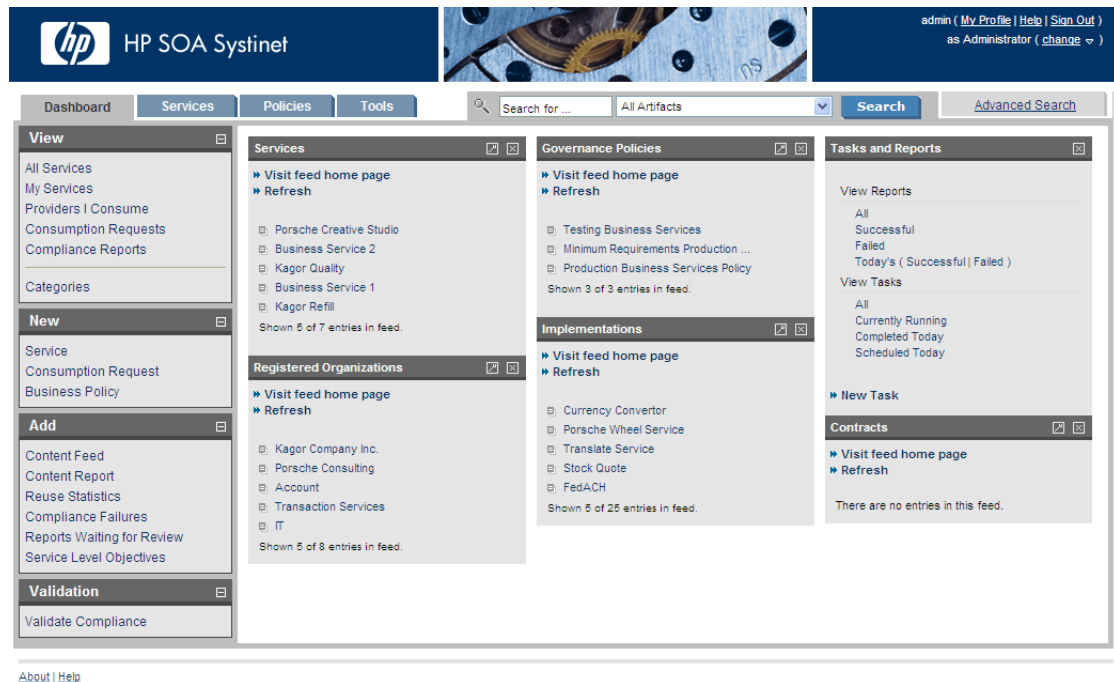 hp HP SOA Systinet
admin ( My Profile | Help | Sign Out )
as Administrator ( change )
ns
Dashboard Services Policies Tools Search for ... All Artifacts Search Advanced Search
View
All Services
My Services
Providers I Consume
Consumption Requests
Compliance Reports
Categories
New
Service
Consumption Request
Business Policy
Add
Content Feed
Content Report
Reuse Statistics
Compliance Failures
Reports Waiting for Review
Service Level Objectives
Validation
Validate Compliance
Services
Visit feed home page
Refresh
Porsche Creative Studio
Business Service 2
Kagor Quality
Business Service 1
Kagor Refill
Shown 5 of 7 entries in feed.
Registered Organizations
Visit feed home page
Refresh
Kagor Company Inc.
Porsche Consulting
Account
Transaction Services
IT
Shown 5 of 8 entries in feed.
Governance Policies
Visit feed home page
Refresh
Testing Business Services
Minimum Requirements Production ...
Production Business Services Policy
Shown 3 of 3 entries in feed.
Implementations
Visit feed home page
Refresh
Currency Convertor
Porsche Wheel Service
Translate Service
Stock Quote
FedACH
Shown 5 of 25 entries in feed.
Tasks and Reports
View Reports
All
Successful
Failed
Today's ( Successful | Failed )
View Tasks
All
Currently Running
Completed Today
Scheduled Today
New Task
Contracts
Visit feed home page
Refresh
There are no entries in this feed.
About | Help